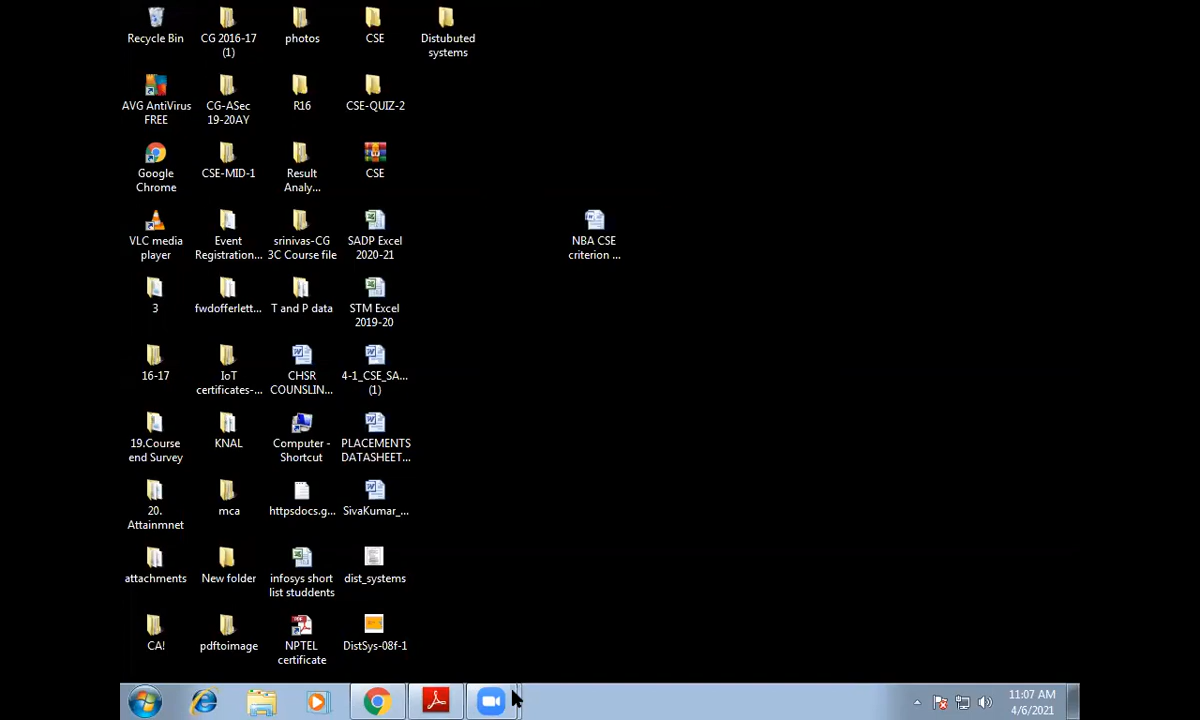 Recycle Bin
CG 2016-17
(1)
photos
CSE
Distubuted
systems
AVG AntiVirus
FREE
CG-ASec
19-20AY
R16
CSE-QUIZ-2
Google
Chrome
CSE-MID-1
Result
Analy...
CSE
VLC media
player
Event
Registration...
srinivas-CG
3C Course file
SADP Excel
2020-21
NBA CSE
criterion ...
3
fwdofferlett...
T and P data
STM Excel
2019-20
16-17
IoT
certificates-...
CHSR
COUNSLIN...
4-1_CSE_SA...
(1)
19.Course
end Survey
KNAL
Computer -
Shortcut
PLACEMENTS
DATASHEET...
20.
Attainmnet
mca
httpsdocs.g...
SivaKumar_...
attachments
New folder
infosys short
list studdents
dist_systems
CA!
pdftoimage
NPTEL
certificate
DistSys-08f-1
11:07 AM
4/6/2021